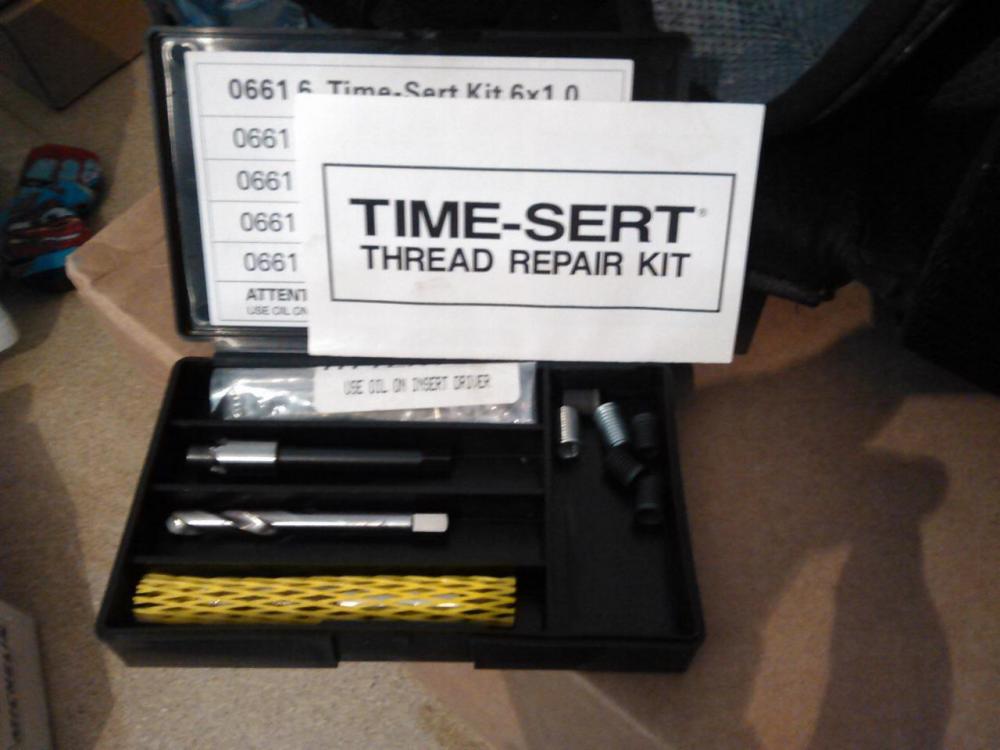 0661 6 Time-Sert Kit 6x1.0
0661
0661
0661
0661
ATTENT
USE OIL ON
TIME-SERT®
THREAD REPAIR KIT
USE OIL ON INSERT DRIVER